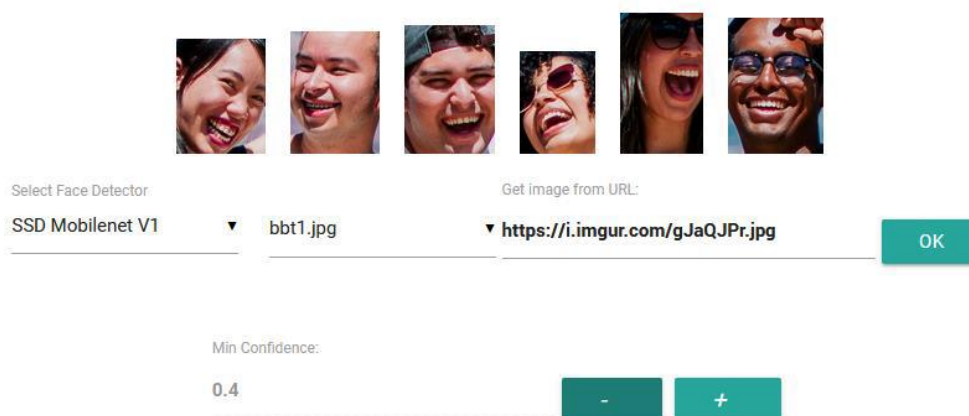 Select Face Detector
Get image from URL:
SSD Mobilenet V1
bbt1.jpg
https://i.imgur.com/gJaQJPr.jpg
OK
Min Confidence:
0.4
-
+